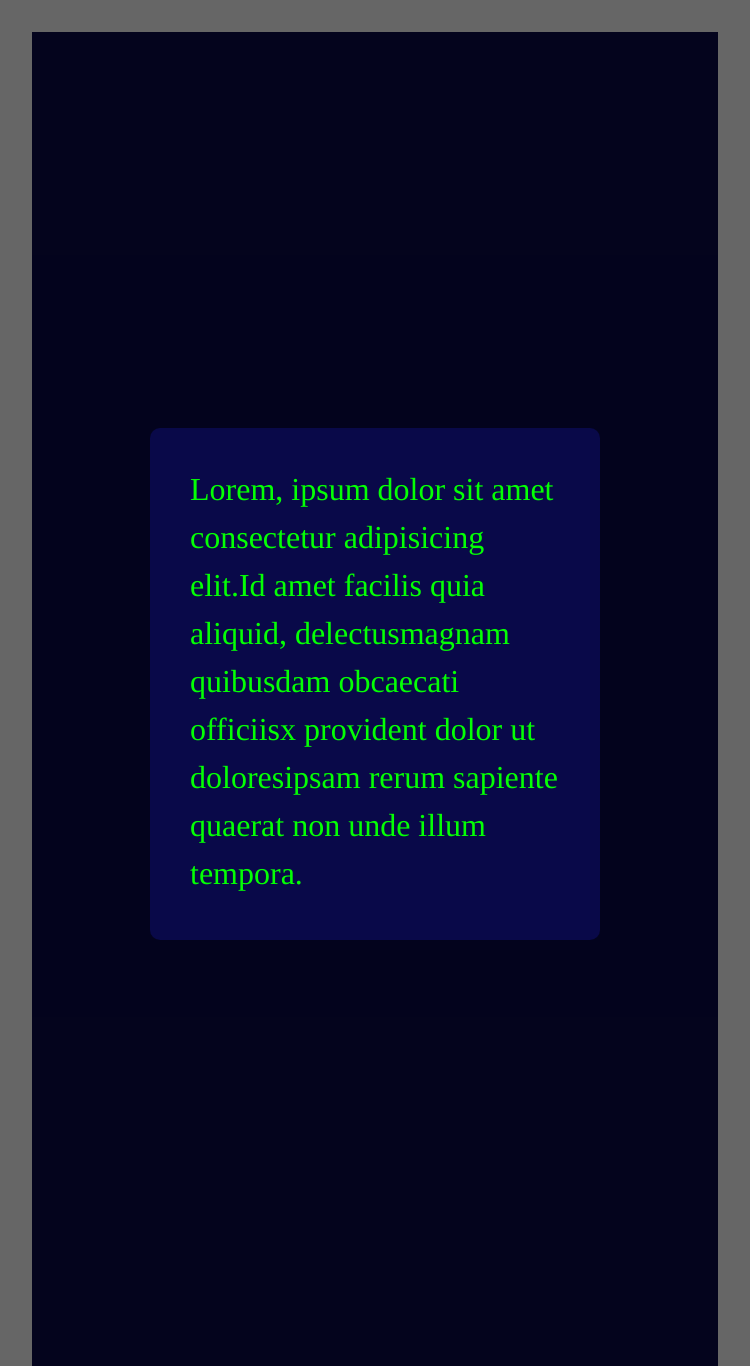 Lorem, ipsum dolor sit amet
consectetur adipisicing
elit.Id amet facilis quia
aliquid, delectusmagnam
quibusdam obcaecati
officiisx provident dolor ut
doloresipsam rerum sapiente
quaerat non unde illum
tempora.